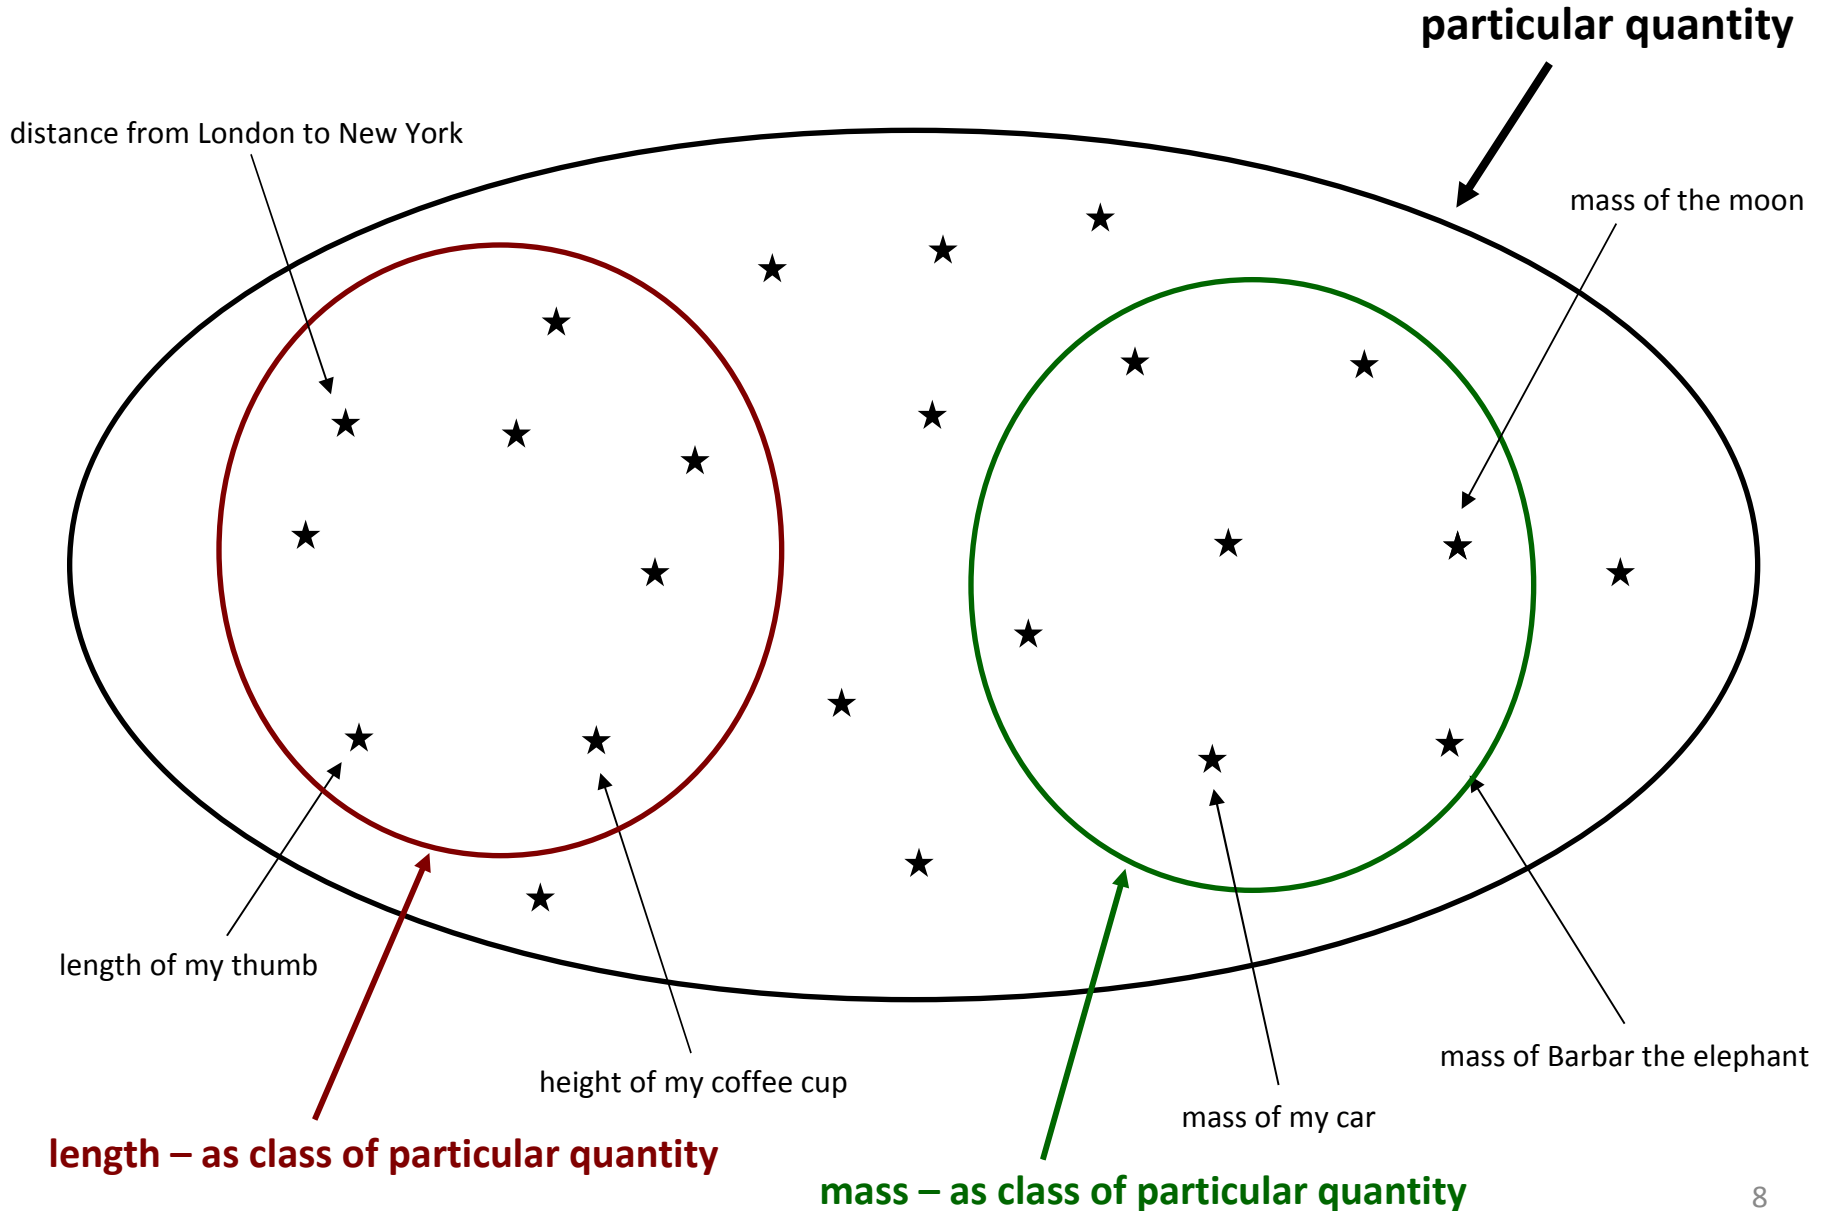 particular quantity
distance from London to New York
mass of the moon
length of my thumb
height of my coffee cup
mass of Barbar the elephant
mass of my car
length – as class of particular quantity
mass – as class of particular quantity
8